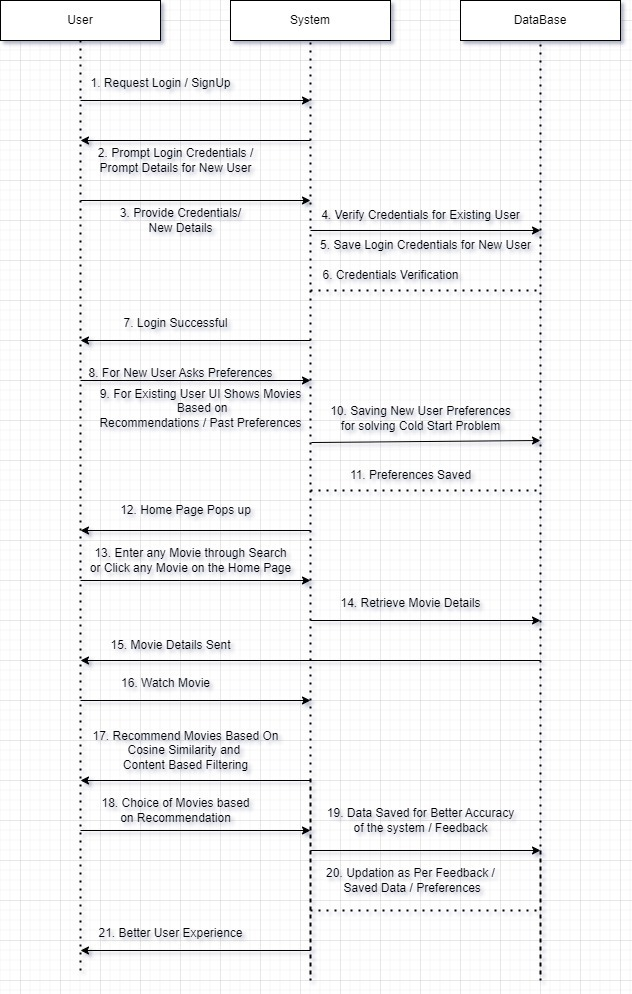 User
System
DataBase
1. Request Login / SignUp
2. Prompt Login Credentials /
Prompt Details for New User
3. Provide Credentials/
New Details
4. Verify Credentials for Existing User
5. Save Login Credentials for New User
6. Credentials Verification
7. Login Successful
8. For New User Asks Preferences
9. For Existing User UI Shows Movies
Based on
Recommendations / Past Preferences
10. Saving New User Preferences
for solving Cold Start Problem
11. Preferences Saved
12. Home Page Pops up
13. Enter any Movie through Search
or Click any Movie on the Home Page
14. Retrieve Movie Details
15. Movie Details Sent
16. Watch Movie
17. Recommend Movies Based On
Cosine Similarity and
Content Based Filtering
18. Choice of Movies based
on Recommendation
19. Data Saved for Better Accuracy
of the system / Feedback
20. Updation as Per Feedback /
Saved Data / Preferences
21. Better User Experience